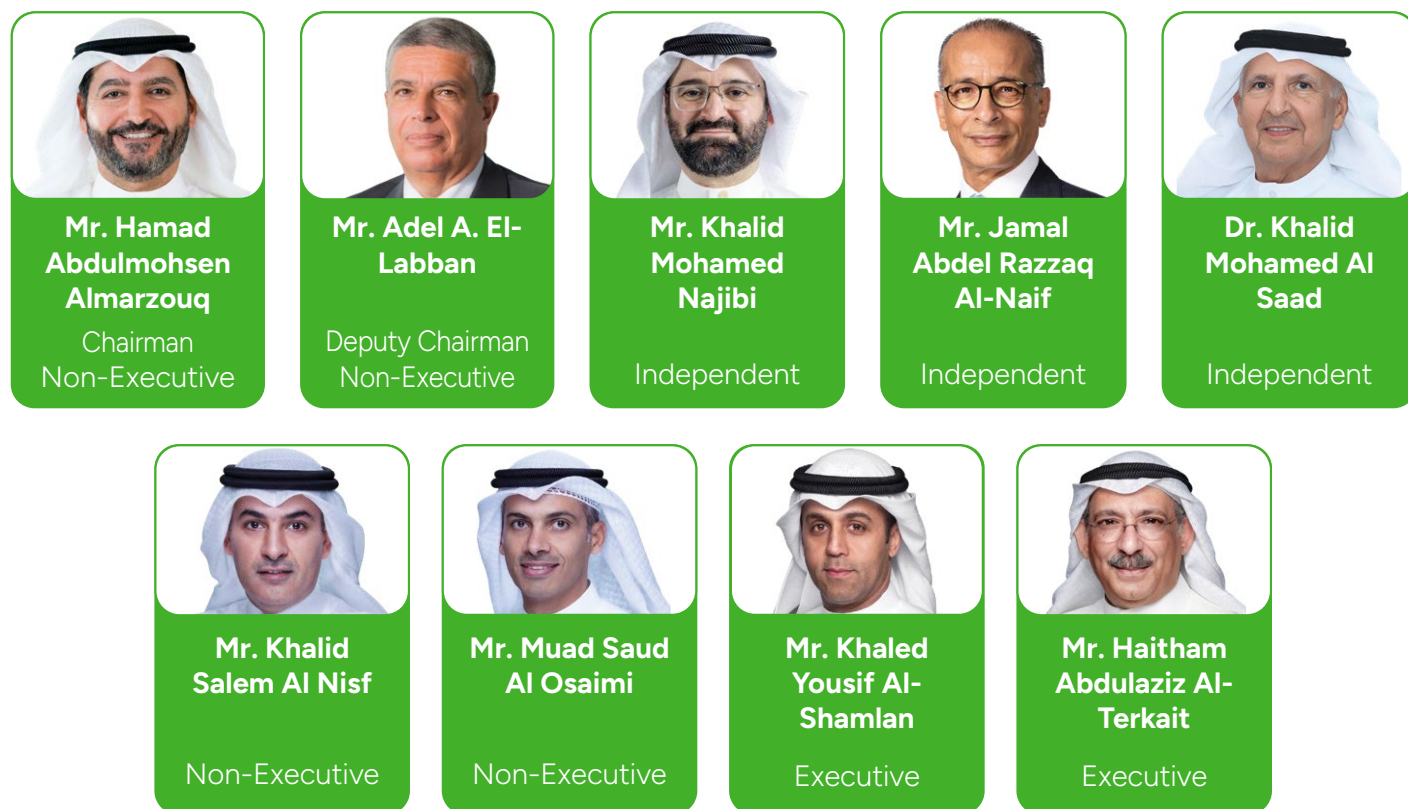 Mr. Hamad
Abdulmohsen
Almarzouq
Chairman
Non-Executive
Mr. Adel A. El-
Labban
Deputy Chairman
Non-Executive
Mr. Khalid
Mohamed
Najibi
Independent
Mr. Jamal
Abdel Razzaq
Al-Naif
Independent
Dr. Khalid
Mohamed Al
Saad
Independent
Mr. Khalid
Salem Al Nisf
Non-Executive
Mr. Muad Saud
Al Osaimi
Non-Executive
Mr. Khaled
Yousif Al-
Shamlan
Executive
Mr. Haitham
Abdulaziz Al-
Terkait
Executive